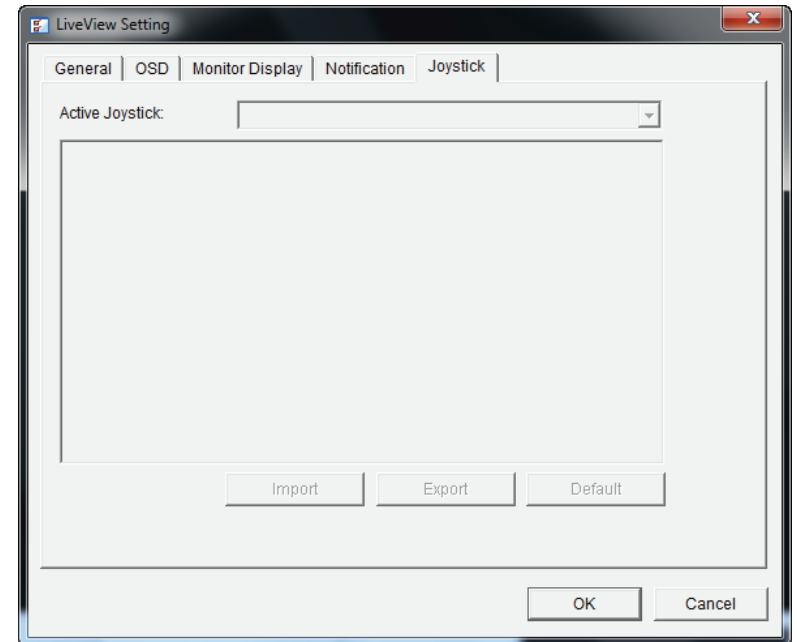 LiveView Setting
General OSD Monitor Display Notification Joystick
Active Joystick:
Import Export Default
OK Cancel